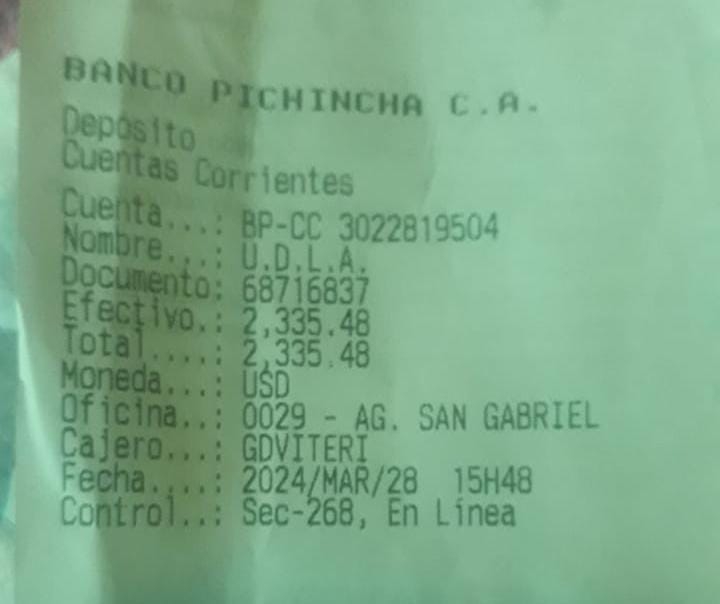 BANCO PICHINCHA C.A.
Depósito
Cuentas Corrientes
Cuenta...: BP-CC 3022819504
Nombre...: U.D.L.A.
Documento: 68716837
Efectivo.: 2,335.48
Total....: 2,335.48
Moneda...: USD
Oficina..: 0029 - AG. SAN GABRIEL
Cajero...: GDVITERI
Fecha....: 2024/MAR/28 15H48
Control..: Sec-268, En Línea